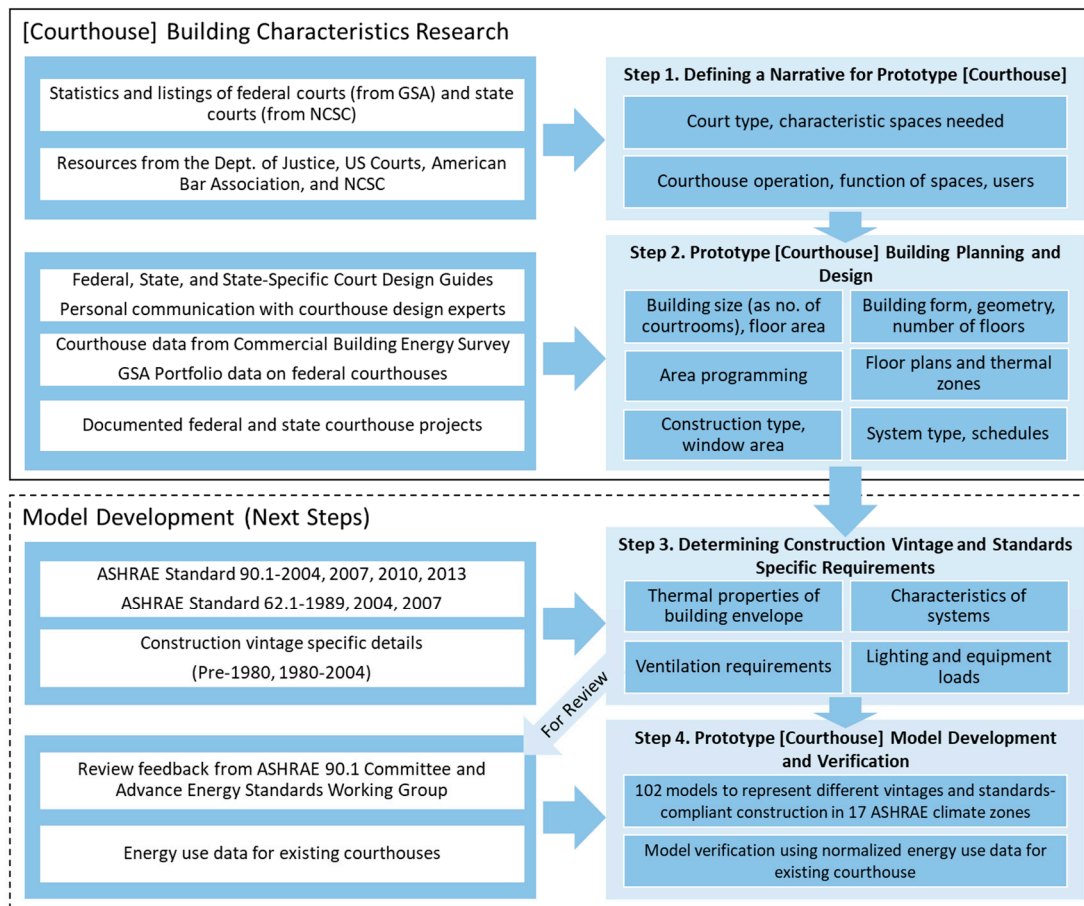 [Courthouse] Building Characteristics Research
Statistics and listings of federal courts (from GSA) and state
courts (from NCSC)
Resources from the Dept. of Justice, US Courts, American
Bar Association, and NCSC
Step 1. Defining a Narrative for Prototype [Courthouse]
Court type, characteristic spaces needed
Courthouse operation, function of spaces, users
Federal, State, and State-Specific Court Design Guides
Personal communication with courthouse design experts
Courthouse data from Commercial Building Energy Survey
GSA Portfolio data on federal courthouses
Documented federal and state courthouse projects
Step 2. Prototype [Courthouse] Building Planning and
Design
Building size (as no. of
courtrooms), floor area
Building form, geometry,
number of floors
Area programming
Floor plans and thermal
zones
Construction type,
window area
System type, schedules
Model Development (Next Steps)
ASHRAE Standard 90.1-2004, 2007, 2010, 2013
ASHRAE Standard 62.1-1989, 2004, 2007
Construction vintage specific details
(Pre-1980, 1980-2004)
Step 3. Determining Construction Vintage and Standards
Specific Requirements
Thermal properties of
building envelope
Characteristics of
systems
Ventilation requirements
Lighting and equipment
loads
For Review
Review feedback from ASHRAE 90.1 Committee and
Advance Energy Standards Working Group
Energy use data for existing courthouses
Step 4. Prototype [Courthouse] Model Development
and Verification
102 models to represent different vintages and standards-
compliant construction in 17 ASHRAE climate zones
Model verification using normalized energy use data for
existing courthouse